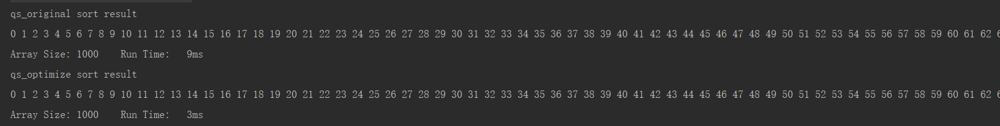 qs_original sort result
0 1 2 3 4 5 6 7 8 9 10 11 12 13 14 15 16 17 18 19 20 21 22 23 24 25 26 27 28 29 30 31 32 33 34 35 36 37 38 39 40 41 42 43 44 45 46 47 48 49 50 51 52 53 54 55 56 57 58 59 60 61 62
Array Size: 1000    Run Time:   9ms
qs_optimize sort result
0 1 2 3 4 5 6 7 8 9 10 11 12 13 14 15 16 17 18 19 20 21 22 23 24 25 26 27 28 29 30 31 32 33 34 35 36 37 38 39 40 41 42 43 44 45 46 47 48 49 50 51 52 53 54 55 56 57 58 59 60 61 62
Array Size: 1000    Run Time:   3ms